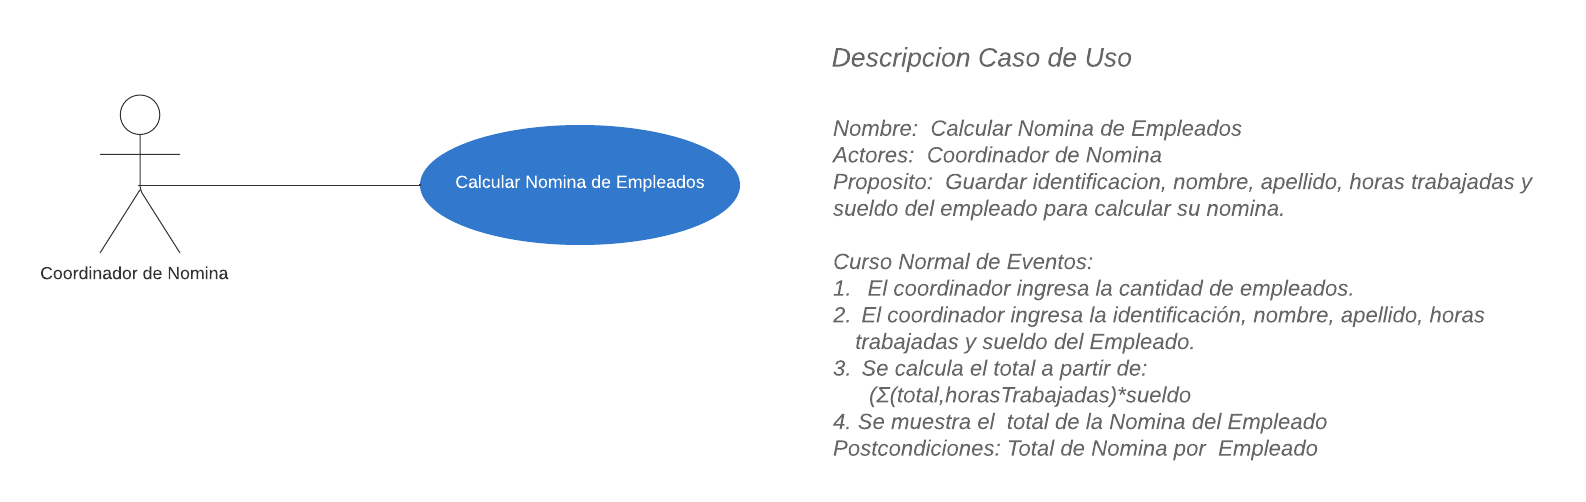 Calcular Nomina de Empleados
Coordinador de Nomina
Descripcion Caso de Uso
Nombre:  Calcular Nomina de Empleados
Actores:  Coordinador de Nomina
Proposito:  Guardar identificacion, nombre, apellido, horas trabajadas y
sueldo del empleado para calcular su nomina.
Curso Normal de Eventos:
1.   El coordinador ingresa la cantidad de empleados.
2.  El coordinador ingresa la identificación, nombre, apellido, horas
trabajadas y sueldo del Empleado.
3.  Se calcula el total a partir de:
(Σ(total,horasTrabajadas)*sueldo
4. Se muestra el  total de la Nomina del Empleado
Postcondiciones: Total de Nomina por  Empleado